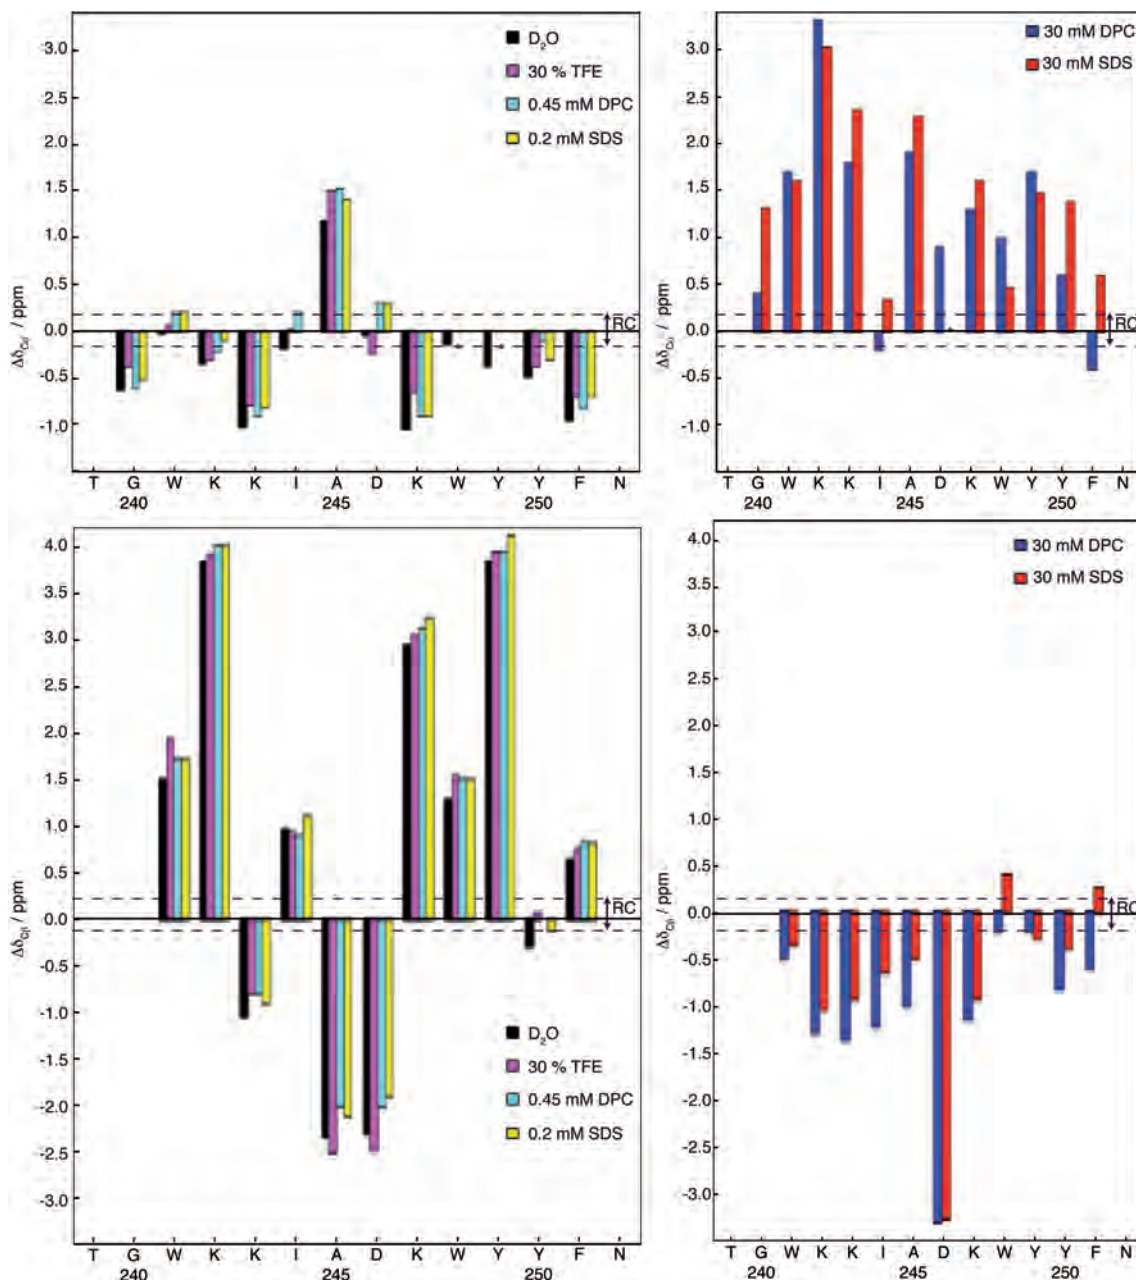 3.0
2.5
2.0
1.5
1.0
0.5
0.0
-0.5
-1.0
Δδ_Cα / ppm
D₂O
30 % TFE
0.45 mM DPC
0.2 mM SDS
RC
T G W K K I A D K W Y Y F N
240 245 250
3.0
2.5
2.0
1.5
1.0
0.5
0.0
-0.5
-1.0
Δδ_Cα / ppm
30 mM DPC
30 mM SDS
RC
T G W K K I A D K W Y Y F N
240 245 250
4.0
3.5
3.0
2.5
2.0
1.5
1.0
0.5
0.0
-0.5
-1.0
-1.5
-2.0
-2.5
-3.0
Δδ_Cβ / ppm
RC
D₂O
30 % TFE
0.45 mM DPC
0.2 mM SDS
T G W K K I A D K W Y Y F N
240 245 250
4.0
3.5
3.0
2.5
2.0
1.5
1.0
0.5
0.0
-0.5
-1.0
-1.5
-2.0
-2.5
-3.0
Δδ_Cβ / ppm
30 mM DPC
30 mM SDS
RC
T G W K K I A D K W Y Y F N
240 245 250